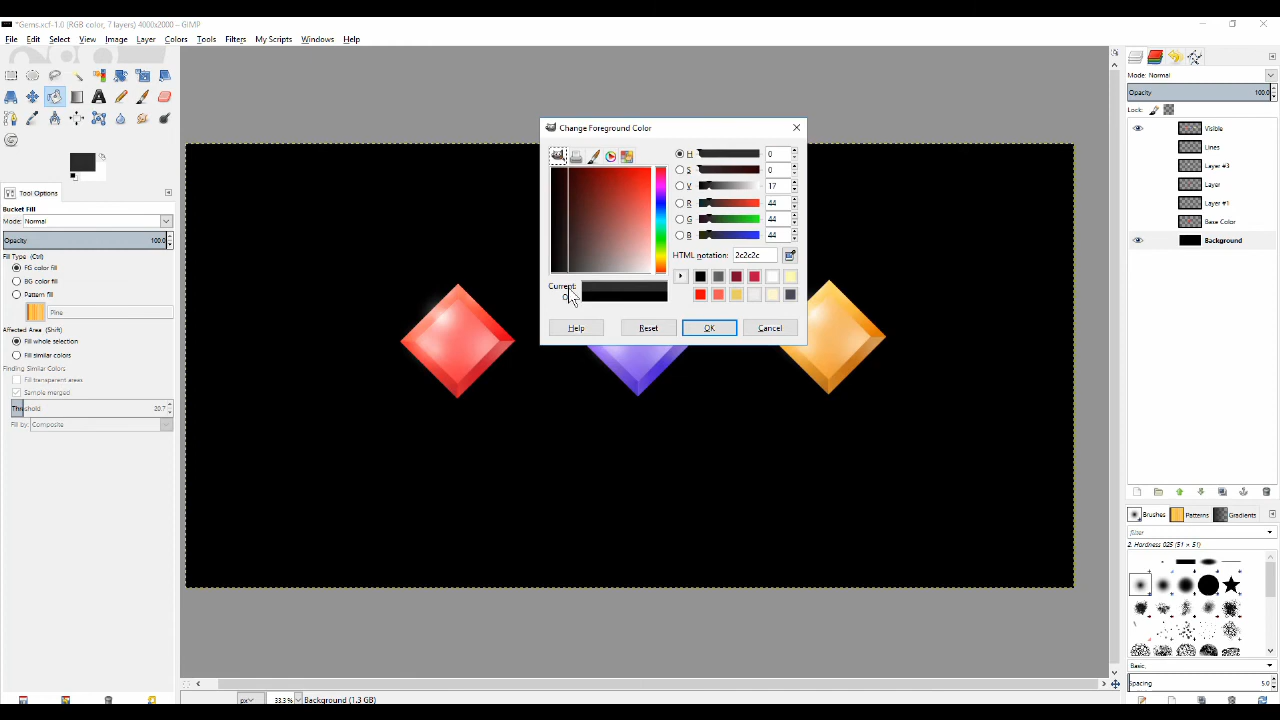 *Gems.xcf-1.0 (RGB color, 7 layers) 4000x2000 – GIMP
File Edit Select View Image Layer Colors Tools Filters My Scripts Windows Help
Tool Options
Bucket Fill
Mode: Normal
Opacity 100.0
Fill Type (Ctrl)
FG color fill
BG color fill
Pattern fill
Pine
Affected Area (Shift)
Fill whole selection
Fill similar colors
Finding Similar Colors
Fill transparent areas
Sample merged
Threshold 20.7
Fill by: Composite
Change Foreground Color
H 0
S 0
V 17
R 44
G 44
B 44
HTML notation: 2c2c2c
Current:
Help Reset OK Cancel
px 33.3 % Background (1.3 GB)
Mode: Normal
Opacity 100.0
Lock:
Visible
Lines
Layer #3
Layer
Layer #1
Base Color
Background
Brushes Patterns Gradients
filter
2. Hardness 025 (51 × 51)
Basic,
Spacing 5.0